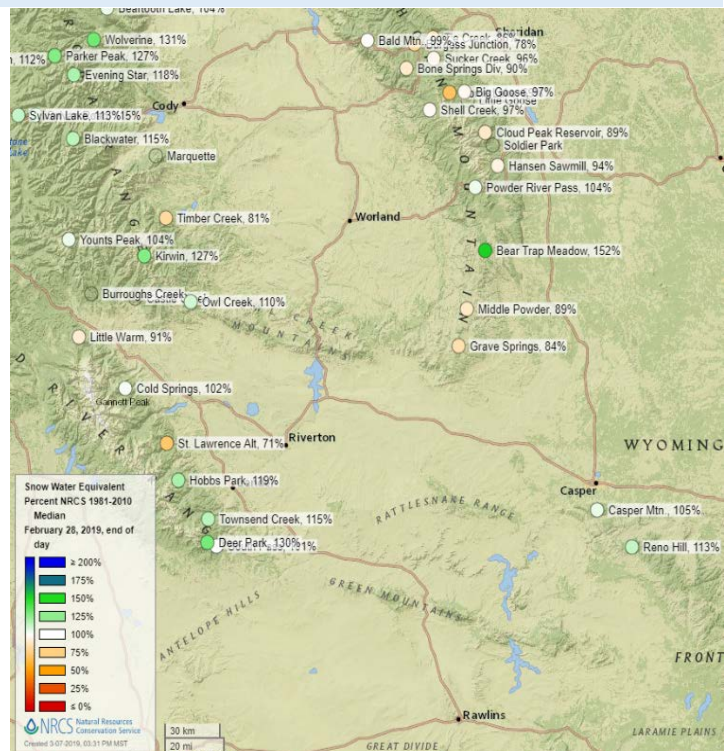 Beartooth Lake, 104%
Wolverine, 131%
Parker Peak, 127%
112%
Evening Star, 118%
Cody
Sylvan Lake, 113%
15%
Blackwater, 115%
Marquette
Sheridan
Bald Mtn., 99%
Burgess Junction, 78%
Sucker Creek, 96%
Bone Springs Div, 90%
Big Goose, 97%
Shell Creek, 97%
Cloud Peak Reservoir, 89%
Soldier Park
Hansen Sawmill, 94%
Powder River Pass, 104%
Timber Creek, 81%
Worland
Younts Peak, 104%
Kirwin, 127%
Bear Trap Meadow, 152%
Burroughs Creek
Owl Creek, 110%
CREEK
MOUNTAINS
Middle Powder, 89%
Little Warm, 91%
Grave Springs, 84%
Cold Springs, 102%
Gannett Peak
St. Lawrence Alt, 71%
Riverton
WYOMING
Hobbs Park, 119%
Casper
RATTLESNAKE RANGE
Casper Mtn., 105%
Townsend Creek, 115%
Deer Park, 130%
Reno Hill, 113%
GREEN MOUNTAINS
ANTELOPE HILLS
FRONT
Rawlins
LARAMIE PLAINS
GREAT DIVIDE
Snow Water Equivalent
Percent NRCS 1981-2010
Median
February 28, 2019, end of
day
≥ 200%
175%
150%
125%
100%
75%
50%
25%
≤ 0%
NRCS Natural Resources
Conservation Service
Created 3-07-2019, 03:31 PM MST
30 km
20 mi